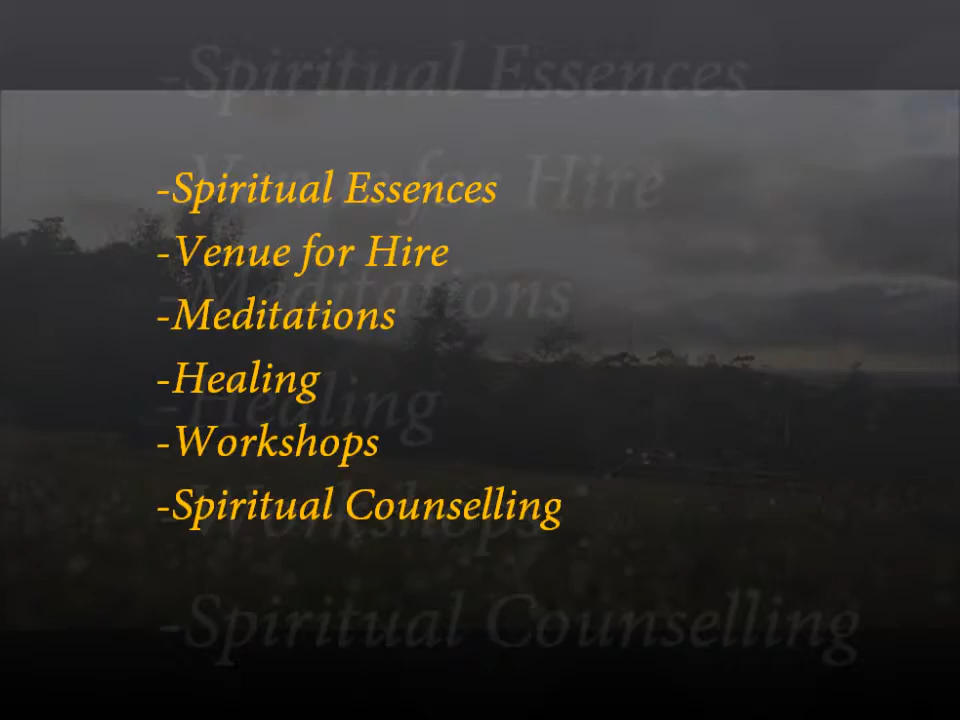 -Spiritual Essences
-Venue for Hire
-Meditations
-Healing
-Workshops
-Spiritual Counselling